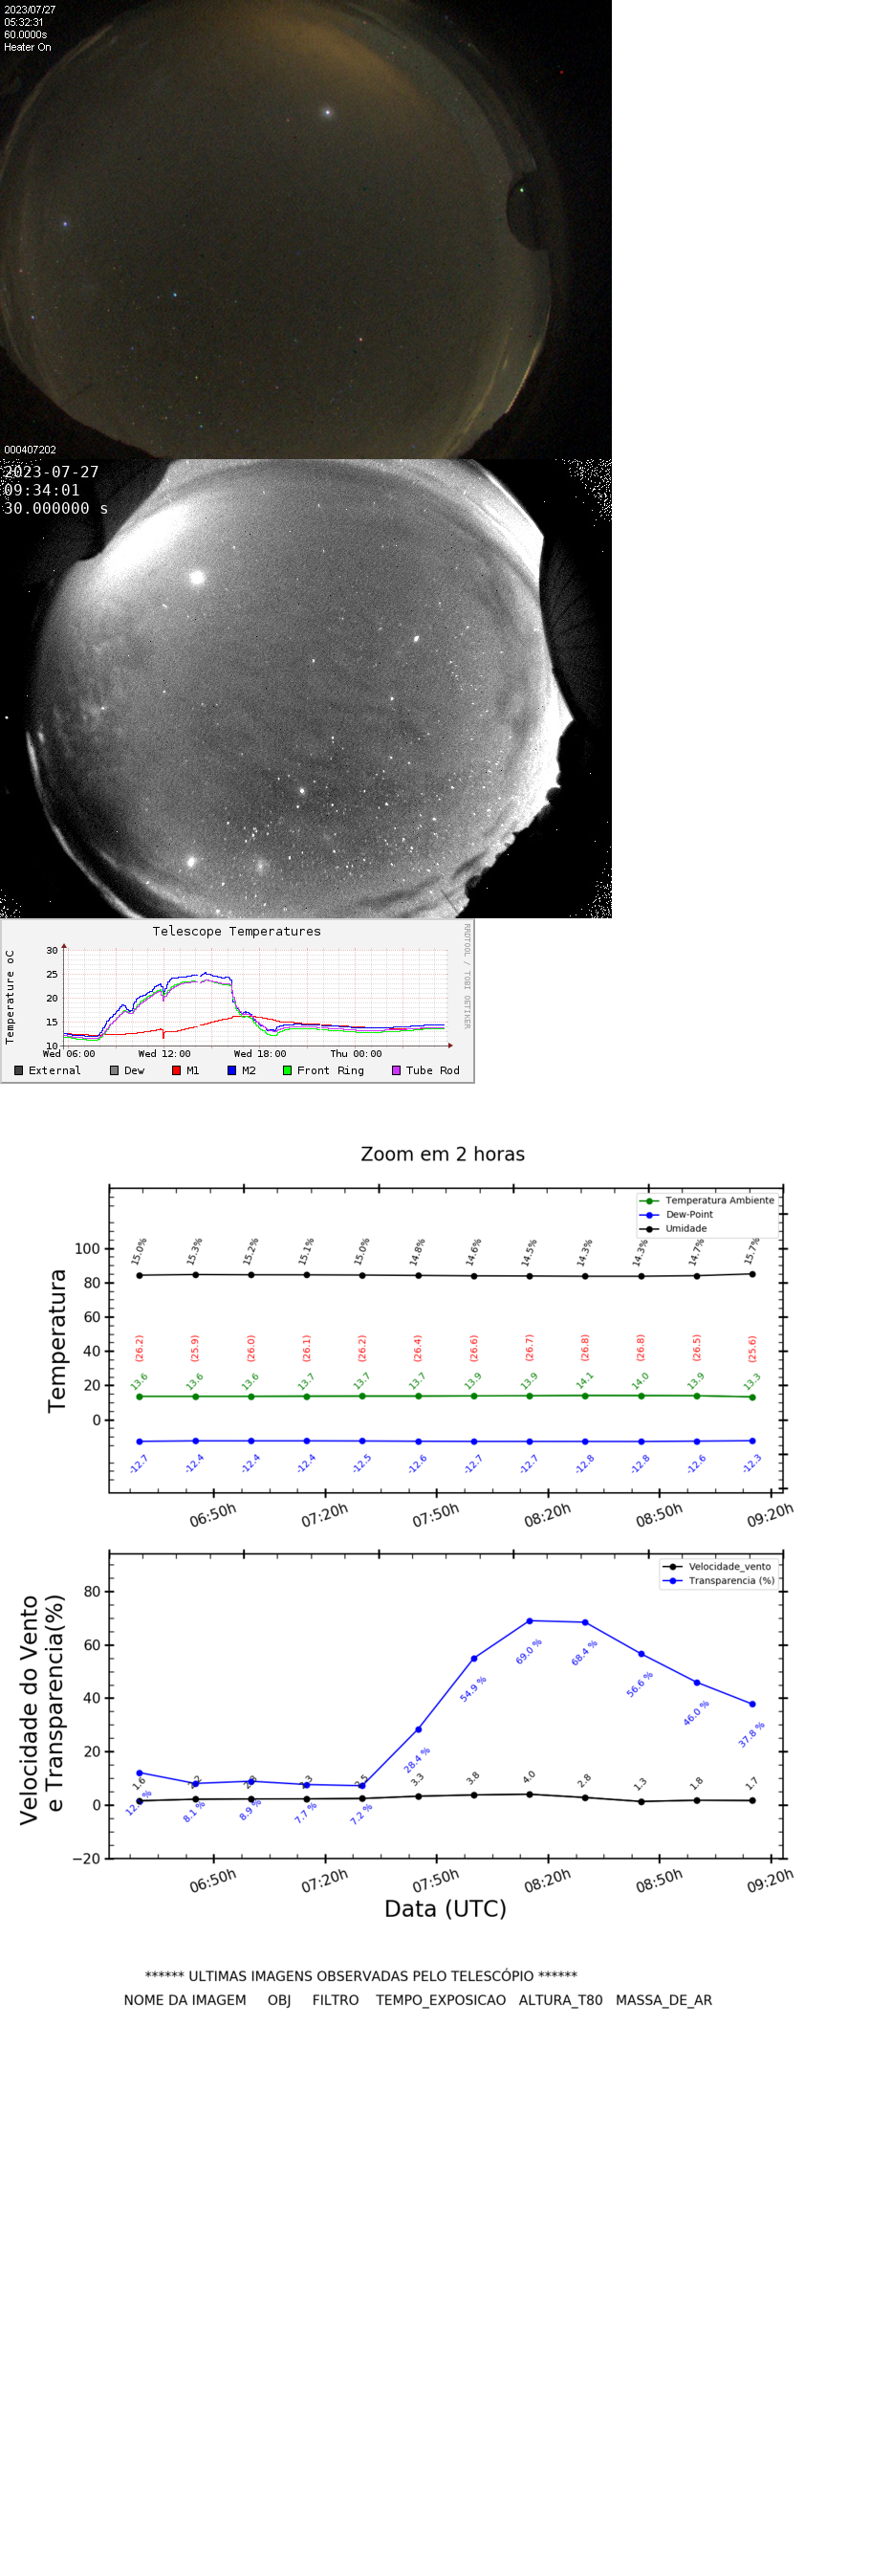 2023/07/27
05:32:31
60.0000s
Heater On
000407202
2023-07-27
09:34:01
30.000000 s
Telescope Temperatures
RRDTOOL / TOBI OETIKER
Temperature oC
30
25
20
15
10
Wed 06:00 Wed 12:00 Wed 18:00 Thu 00:00
External Dew M1 M2 Front Ring Tube Rod
Zoom em 2 horas
Temperatura Ambiente
Dew-Point
Umidade
Temperatura
100
80
60
40
20
0
15.0% 15.3% 15.2% 15.1% 15.0% 14.8% 14.6% 14.5% 14.3% 14.3% 14.7% 15.7%
(26.2) (25.9) (26.0) (26.1) (26.2) (26.4) (26.6) (26.7) (26.8) (26.8) (26.5) (25.6)
13.6 13.6 13.6 13.7 13.7 13.7 13.9 13.9 14.1 14.0 13.9 13.3
-12.7 -12.4 -12.4 -12.4 -12.5 -12.6 -12.7 -12.7 -12.8 -12.8 -12.6 -12.3
06:50h 07:20h 07:50h 08:20h 08:50h 09:20h
Velocidade_vento
Transparencia (%)
Velocidade do Vento
e Transparencia(%)
80
60
40
20
0
−20
1.6 3.3 3.8 4.0 2.8 1.3 1.8 1.7
8.1 % 8.9 % 7.7 % 7.2 % 28.4 % 54.9 % 69.0 % 68.4 % 56.6 % 46.0 % 37.8 %
06:50h 07:20h 07:50h 08:20h 08:50h 09:20h
Data (UTC)
****** ULTIMAS IMAGENS OBSERVADAS PELO TELESCÓPIO ******
NOME DA IMAGEM OBJ FILTRO TEMPO_EXPOSICAO ALTURA_T80 MASSA_DE_AR